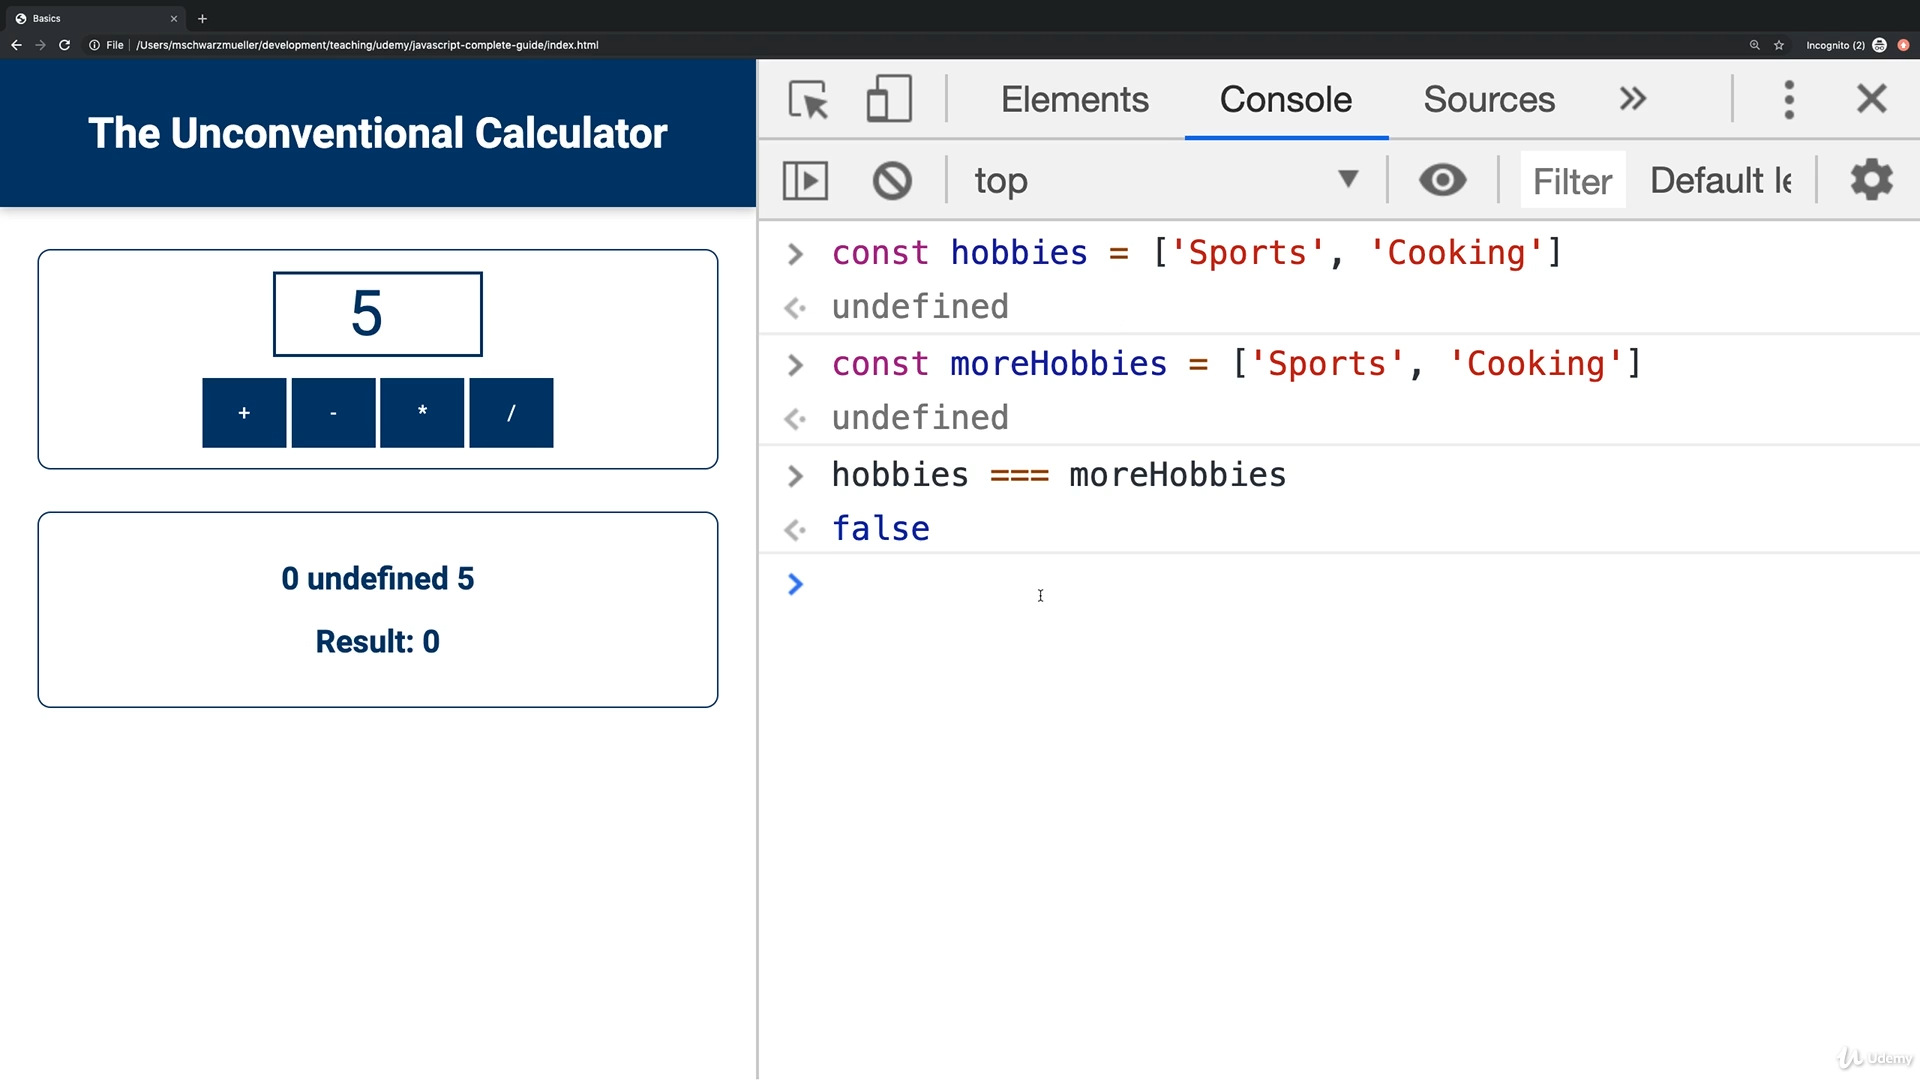 Basics
File /Users/mschwarzmueller/development/teaching/udemy/javascript-complete-guide/index.html
Incognito (2)
The Unconventional Calculator
5
+ - * /
0 undefined 5
Result: 0
Elements Console Sources
top Filter Default le
const hobbies = ['Sports', 'Cooking']
undefined
const moreHobbies = ['Sports', 'Cooking']
undefined
hobbies === moreHobbies
false
Udemy